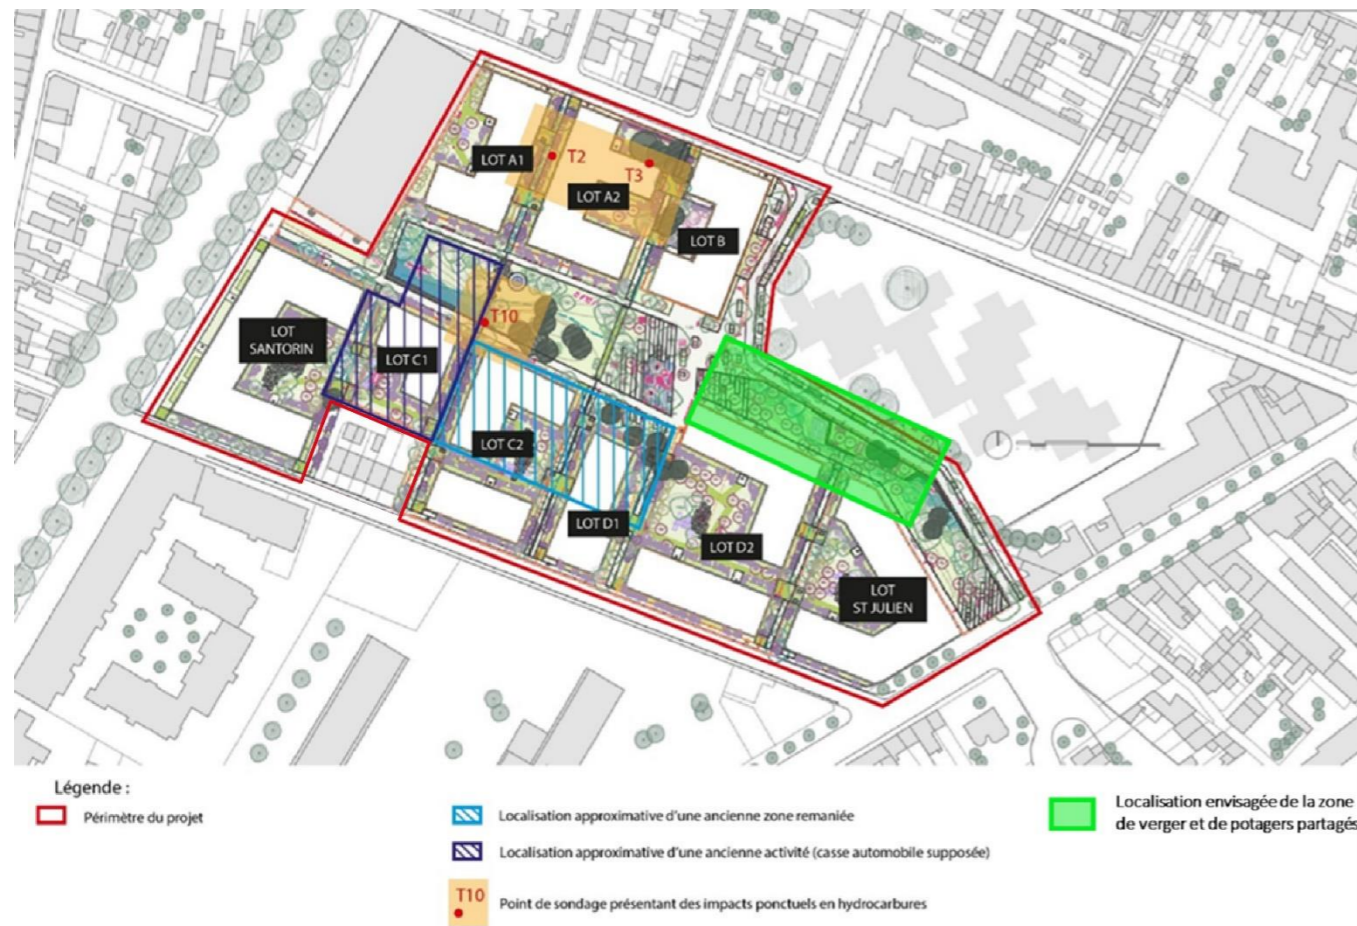 LOT A1
T2
T3
LOT A2
LOT B
T10
LOT
SANTORIN
LOT C1
LOT C2
LOT D1
LOT D2
LOT
ST JULIEN
Légende :
Périmètre du projet
Localisation approximative d'une ancienne zone remaniée
Localisation approximative d'une ancienne activité (casse automobile supposée)
T10
Point de sondage présentant des impacts ponctuels en hydrocarbures
Localisation envisagée de la zone
de verger et de potagers partagés